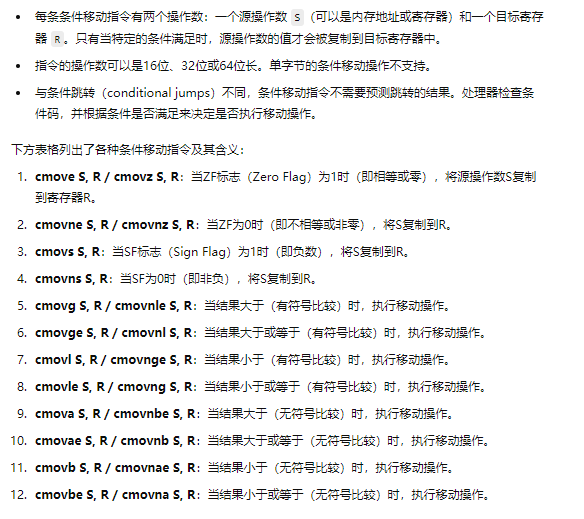 • 每条条件移动指令有两个操作数：一个源操作数 S（可以是内存地址或寄存器）和一个目标寄存
器 R。只有当特定的条件满足时，源操作数的值才会被复制到目标寄存器中。
• 指令的操作数可以是16位、32位或64位长。单字节的条件移动操作不支持。
• 与条件跳转（conditional jumps）不同，条件移动指令不需要预测跳转的结果。处理器检查条
件码，并根据条件是否满足来决定是否执行移动操作。
下方表格列出了各种条件移动指令及其含义：
1. cmove S, R / cmovz S, R：当ZF标志（Zero Flag）为1时（即相等或零），将源操作数S复制
到寄存器R。
2. cmovne S, R / cmovnz S, R：当ZF为0时（即不相等或非零），将S复制到R。
3. cmovs S, R：当SF标志（Sign Flag）为1时（即负数），将S复制到R。
4. cmovns S, R：当SF为0时（即非负），将S复制到R。
5. cmovg S, R / cmovnle S, R：当结果大于（有符号比较）时，执行移动操作。
6. cmovge S, R / cmovnl S, R：当结果大于或等于（有符号比较）时，执行移动操作。
7. cmovl S, R / cmovnge S, R：当结果小于（有符号比较）时，执行移动操作。
8. cmovle S, R / cmovng S, R：当结果小于或等于（有符号比较）时，执行移动操作。
9. cmova S, R / cmovnbe S, R：当结果大于（无符号比较）时，执行移动操作。
10. cmovae S, R / cmovnb S, R：当结果大于或等于（无符号比较）时，执行移动操作。
11. cmovb S, R / cmovnae S, R：当结果小于（无符号比较）时，执行移动操作。
12. cmovbe S, R / cmovna S, R：当结果小于或等于（无符号比较）时，执行移动操作。